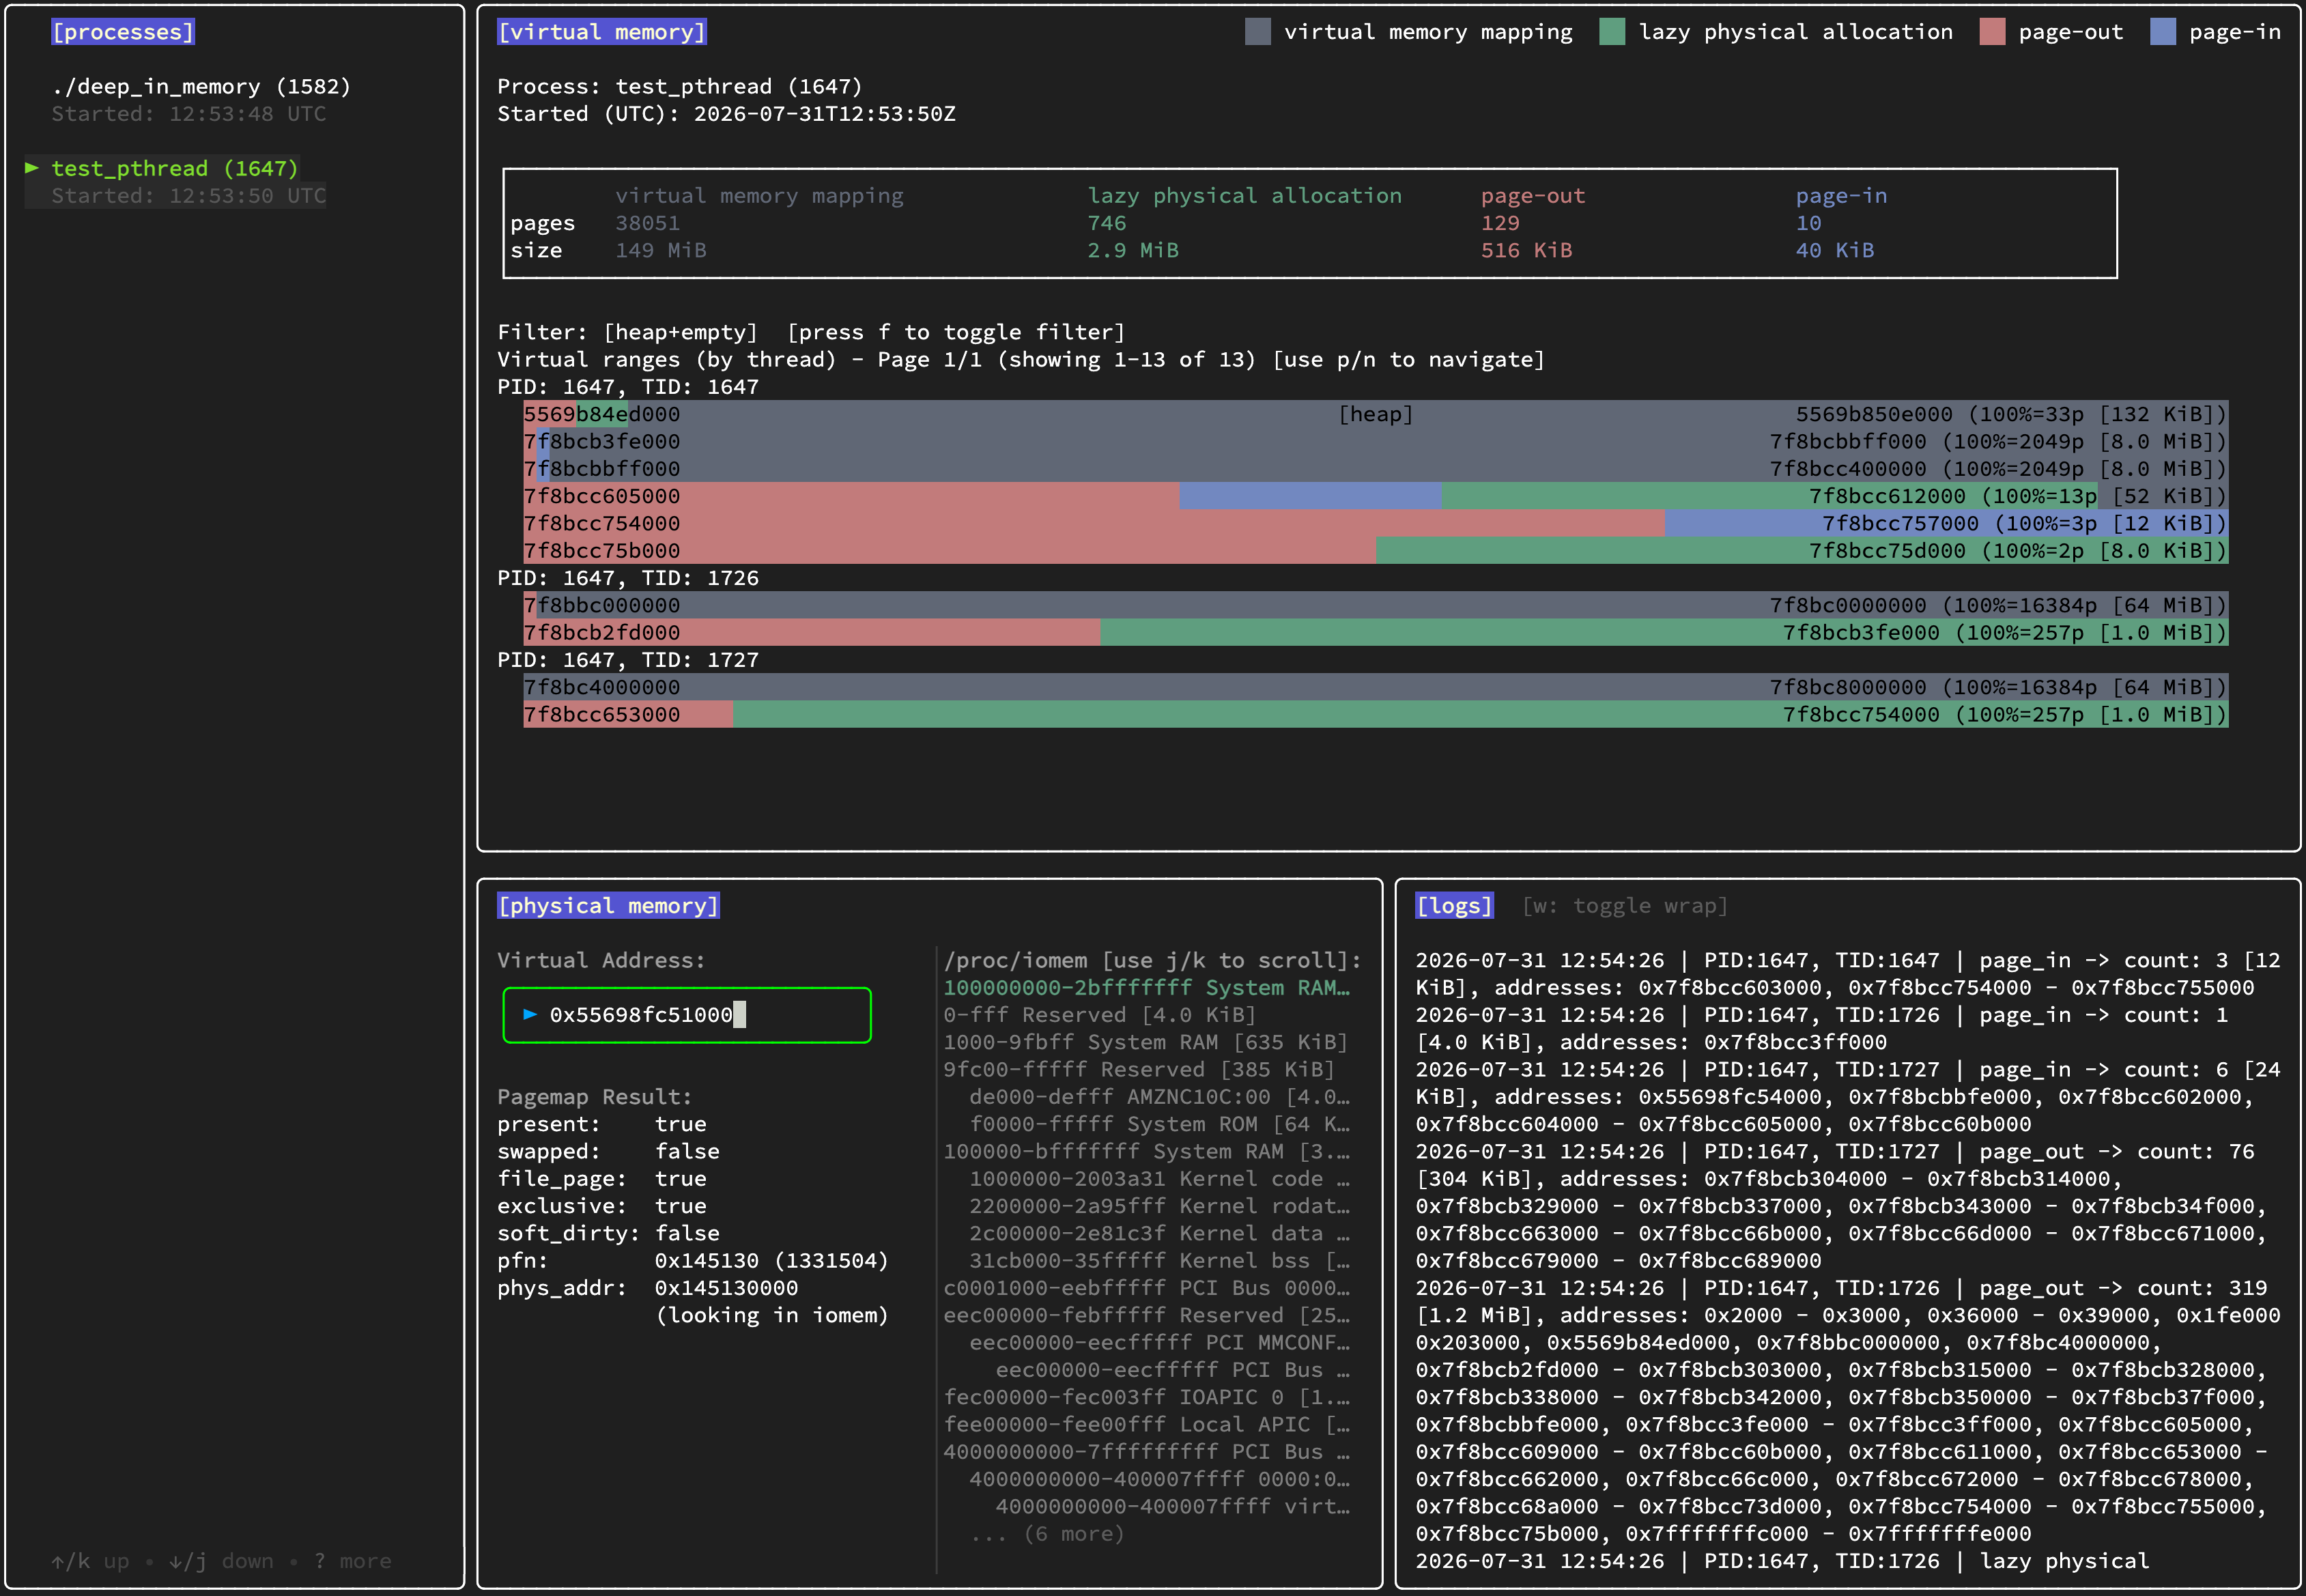 [processes]
./deep_in_memory (1582)
Started: 12:53:48 UTC
► test_pthread (1647)
Started: 12:53:50 UTC
↑/k up • ↓/j down • ? more
[virtual memory]
virtual memory mapping
lazy physical allocation
page-out
page-in
Process: test_pthread (1647)
Started (UTC): 2026-07-31T12:53:50Z
virtual memory mapping lazy physical allocation page-out page-in
pages 38051 746 129 10
size 149 MiB 2.9 MiB 516 KiB 40 KiB
Filter: [heap+empty] [press f to toggle filter]
Virtual ranges (by thread) - Page 1/1 (showing 1-13 of 13) [use p/n to navigate]
PID: 1647, TID: 1647
5569b84ed000 [heap] 5569b850e000 (100%=33p [132 KiB])
7f8bcb3fe000 7f8bcbbff000 (100%=2049p [8.0 MiB])
7f8bcbbff000 7f8bcc400000 (100%=2049p [8.0 MiB])
7f8bcc605000 7f8bcc612000 (100%=13p [52 KiB])
7f8bcc754000 7f8bcc757000 (100%=3p [12 KiB])
7f8bcc75b000 7f8bcc75d000 (100%=2p [8.0 KiB])
PID: 1647, TID: 1726
7f8bbc000000 7f8bc0000000 (100%=16384p [64 MiB])
7f8bcb2fd000 7f8bcb3fe000 (100%=257p [1.0 MiB])
PID: 1647, TID: 1727
7f8bc4000000 7f8bc8000000 (100%=16384p [64 MiB])
7f8bcc653000 7f8bcc754000 (100%=257p [1.0 MiB])
[physical memory]
Virtual Address:
► 0x55698fc51000
Pagemap Result:
present: true
swapped: false
file_page: true
exclusive: true
soft_dirty: false
pfn: 0x145130 (1331504)
phys_addr: 0x145130000
(looking in iomem)
/proc/iomem [use j/k to scroll]:
100000000-2bfffffff System RAM…
0-fff Reserved [4.0 KiB]
1000-9fbff System RAM [635 KiB]
9fc00-fffff Reserved [385 KiB]
de000-defff AMZNC10C:00 [4.0…
f0000-fffff System ROM [64 K…
100000-bfffffff System RAM [3.…
1000000-2003a31 Kernel code …
2200000-2a95fff Kernel rodat…
2c00000-2e81c3f Kernel data …
31cb000-35fffff Kernel bss […
c0001000-eebfffff PCI Bus 0000…
eec00000-febfffff Reserved [25…
eec00000-eecfffff PCI MMCONF…
eec00000-eecfffff PCI Bus …
fec00000-fec003ff IOAPIC 0 [1.…
fee00000-fee00fff Local APIC […
4000000000-7fffffffff PCI Bus …
4000000000-400007ffff 0000:0…
4000000000-400007ffff virt…
... (6 more)
[logs] [w: toggle wrap]
2026-07-31 12:54:26 | PID:1647, TID:1647 | page_in -> count: 3 [12
KiB], addresses: 0x7f8bcc603000, 0x7f8bcc754000 - 0x7f8bcc755000
2026-07-31 12:54:26 | PID:1647, TID:1726 | page_in -> count: 1
[4.0 KiB], addresses: 0x7f8bcc3ff000
2026-07-31 12:54:26 | PID:1647, TID:1727 | page_in -> count: 6 [24
KiB], addresses: 0x55698fc54000, 0x7f8bcbbfe000, 0x7f8bcc602000,
0x7f8bcc604000 - 0x7f8bcc605000, 0x7f8bcc60b000
2026-07-31 12:54:26 | PID:1647, TID:1727 | page_out -> count: 76
[304 KiB], addresses: 0x7f8bcb304000 - 0x7f8bcb314000,
0x7f8bcb329000 - 0x7f8bcb337000, 0x7f8bcb343000 - 0x7f8bcb34f000,
0x7f8bcc663000 - 0x7f8bcc66b000, 0x7f8bcc66d000 - 0x7f8bcc671000,
0x7f8bcc679000 - 0x7f8bcc689000
2026-07-31 12:54:26 | PID:1647, TID:1726 | page_out -> count: 319
[1.2 MiB], addresses: 0x2000 - 0x3000, 0x36000 - 0x39000, 0x1fe000
0x203000, 0x5569b84ed000, 0x7f8bbc000000, 0x7f8bc4000000,
0x7f8bcb2fd000 - 0x7f8bcb303000, 0x7f8bcb315000 - 0x7f8bcb328000,
0x7f8bcb338000 - 0x7f8bcb342000, 0x7f8bcb350000 - 0x7f8bcb37f000,
0x7f8bcbbfe000, 0x7f8bcc3fe000 - 0x7f8bcc3ff000, 0x7f8bcc605000,
0x7f8bcc609000 - 0x7f8bcc60b000, 0x7f8bcc611000, 0x7f8bcc653000 -
0x7f8bcc662000, 0x7f8bcc66c000, 0x7f8bcc672000 - 0x7f8bcc678000,
0x7f8bcc68a000 - 0x7f8bcc73d000, 0x7f8bcc754000 - 0x7f8bcc755000,
0x7f8bcc75b000, 0x7fffffffc000 - 0x7fffffffe000
2026-07-31 12:54:26 | PID:1647, TID:1726 | lazy physical